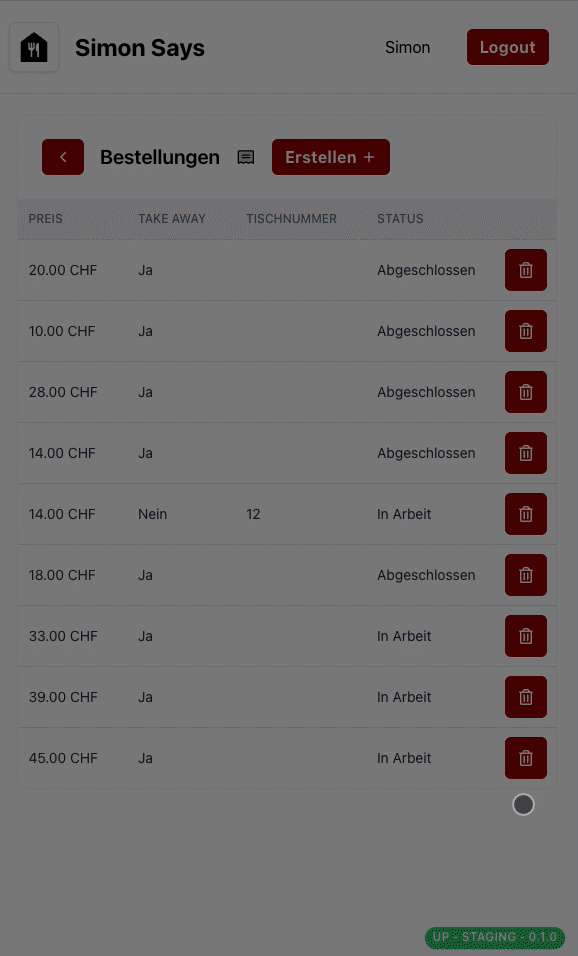 Simon Says Simon Logout
Bestellungen Erstellen +
PREIS TAKE AWAY TISCHNUMMER STATUS
20.00 CHF Ja Abgeschlossen
10.00 CHF Ja Abgeschlossen
28.00 CHF Ja Abgeschlossen
14.00 CHF Ja Abgeschlossen
14.00 CHF Nein 12 In Arbeit
18.00 CHF Ja Abgeschlossen
33.00 CHF Ja In Arbeit
39.00 CHF Ja In Arbeit
45.00 CHF Ja In Arbeit
UP - STAGING - 0.1.0